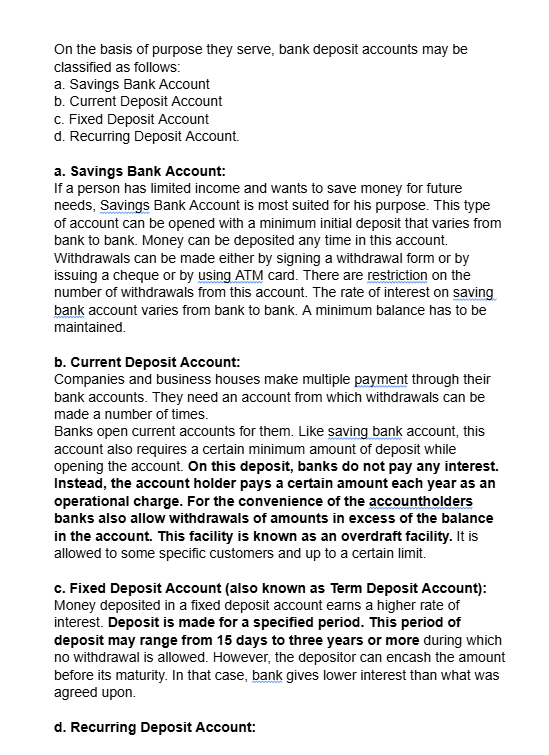 On the basis of purpose they serve, bank deposit accounts may be
classified as follows:
a. Savings Bank Account
b. Current Deposit Account
c. Fixed Deposit Account
d. Recurring Deposit Account.
a. Savings Bank Account:
If a person has limited income and wants to save money for future
needs, Savings Bank Account is most suited for his purpose. This type
of account can be opened with a minimum initial deposit that varies from
bank to bank. Money can be deposited any time in this account.
Withdrawals can be made either by signing a withdrawal form or by
issuing a cheque or by using ATM card. There are restriction on the
number of withdrawals from this account. The rate of interest on saving
bank account varies from bank to bank. A minimum balance has to be
maintained.
b. Current Deposit Account:
Companies and business houses make multiple payment through their
bank accounts. They need an account from which withdrawals can be
made a number of times.
Banks open current accounts for them. Like saving bank account, this
account also requires a certain minimum amount of deposit while
opening the account. On this deposit, banks do not pay any interest.
Instead, the account holder pays a certain amount each year as an
operational charge. For the convenience of the accountholders
banks also allow withdrawals of amounts in excess of the balance
in the account. This facility is known as an overdraft facility. It is
allowed to some specific customers and up to a certain limit.
c. Fixed Deposit Account (also known as Term Deposit Account):
Money deposited in a fixed deposit account earns a higher rate of
interest. Deposit is made for a specified period. This period of
deposit may range from 15 days to three years or more during which
no withdrawal is allowed. However, the depositor can encash the amount
before its maturity. In that case, bank gives lower interest than what was
agreed upon.
d. Recurring Deposit Account: